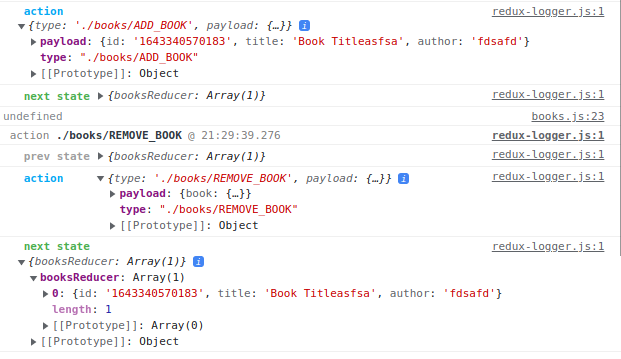 action redux-logger.js:1
▼{type: './books/ADD_BOOK', payload: {…}} i
▶payload: {id: '1643340570183', title: 'Book Titleasfsa', author: 'fdsafd'}
type: "./books/ADD_BOOK"
▶[[Prototype]]: Object
next state ▶{booksReducer: Array(1)} redux-logger.js:1
undefined books.js:23
action ./books/REMOVE_BOOK @ 21:29:39.276 redux-logger.js:1
prev state ▶{booksReducer: Array(1)} redux-logger.js:1
action ▼{type: './books/REMOVE_BOOK', payload: {…}} i redux-logger.js:1
▶payload: {book: {…}}
type: "./books/REMOVE_BOOK"
▶[[Prototype]]: Object
next state redux-logger.js:1
▼{booksReducer: Array(1)} i
▼booksReducer: Array(1)
▶0: {id: '1643340570183', title: 'Book Titleasfsa', author: 'fdsafd'}
length: 1
▶[[Prototype]]: Array(0)
▶[[Prototype]]: Object